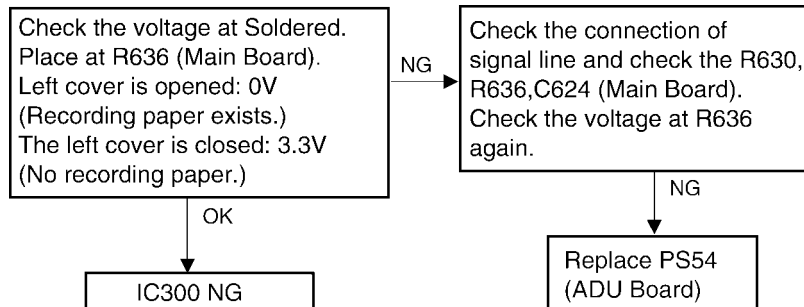 Check the voltage at Soldered.
Place at R636 (Main Board).
Left cover is opened: 0V
(Recording paper exists.)
The left cover is closed: 3.3V
(No recording paper.)
NG
Check the connection of
signal line and check the R630,
R636,C624 (Main Board).
Check the voltage at R636
again.
OK
NG
IC300 NG
Replace PS54
(ADU Board)